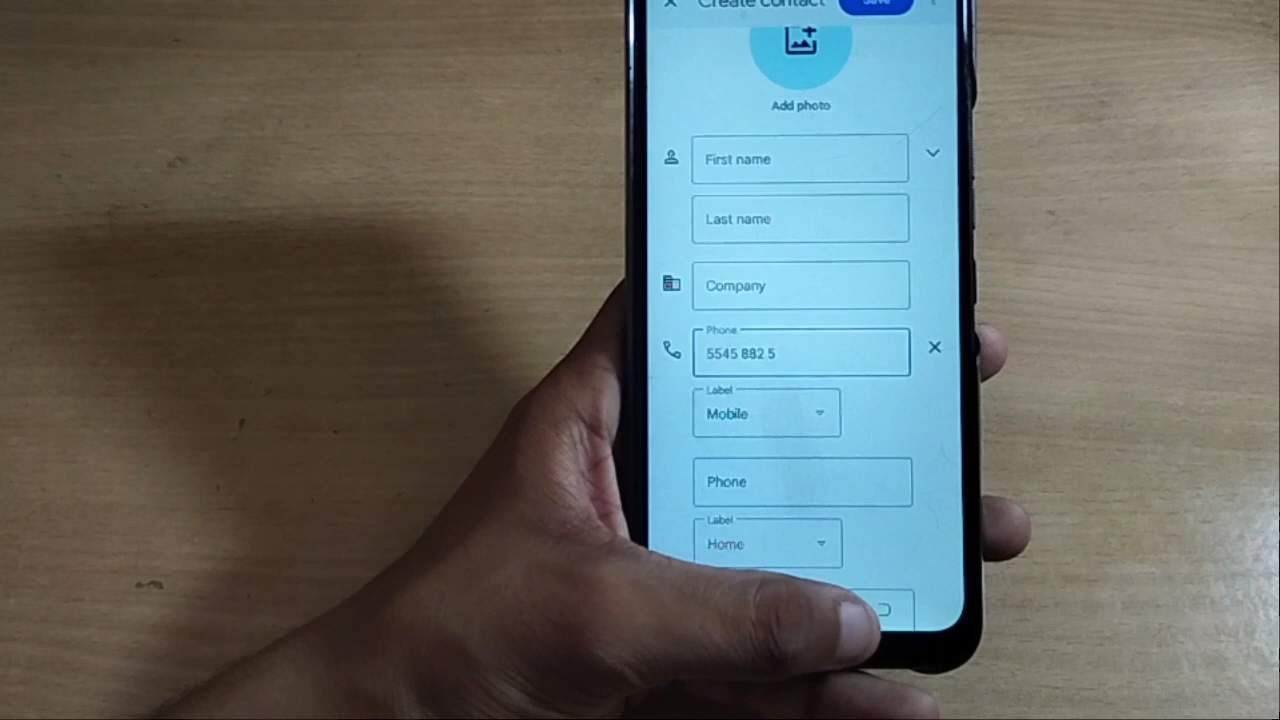 Create contact Save
Add photo
First name
Last name
Company
Phone
5545 882 5
Label
Mobile
Phone
Label
Home